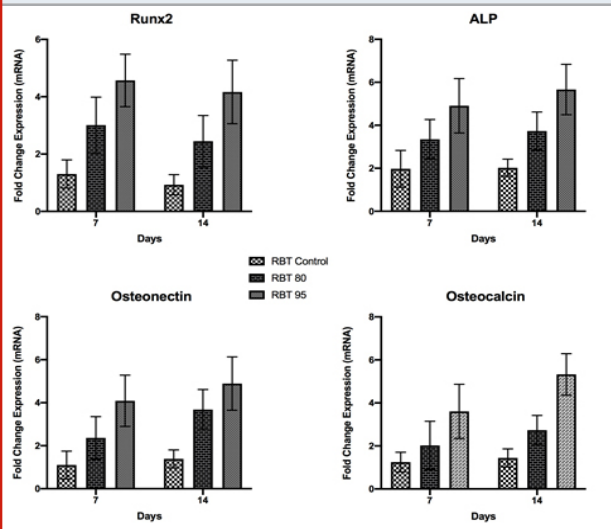 Runx2
Fold Change Expression (mRNA)
6
4
2
0
7
14
Days
ALP
Fold Change Expression (mRNA)
8
6
4
2
0
7
14
Days
RBT Control
RBT 80
RBT 95
Osteonectin
Fold Change Expression (mRNA)
8
6
4
2
0
7
14
Days
Osteocalcin
Fold Change Expression (mRNA)
8
6
4
2
0
7
14
Days